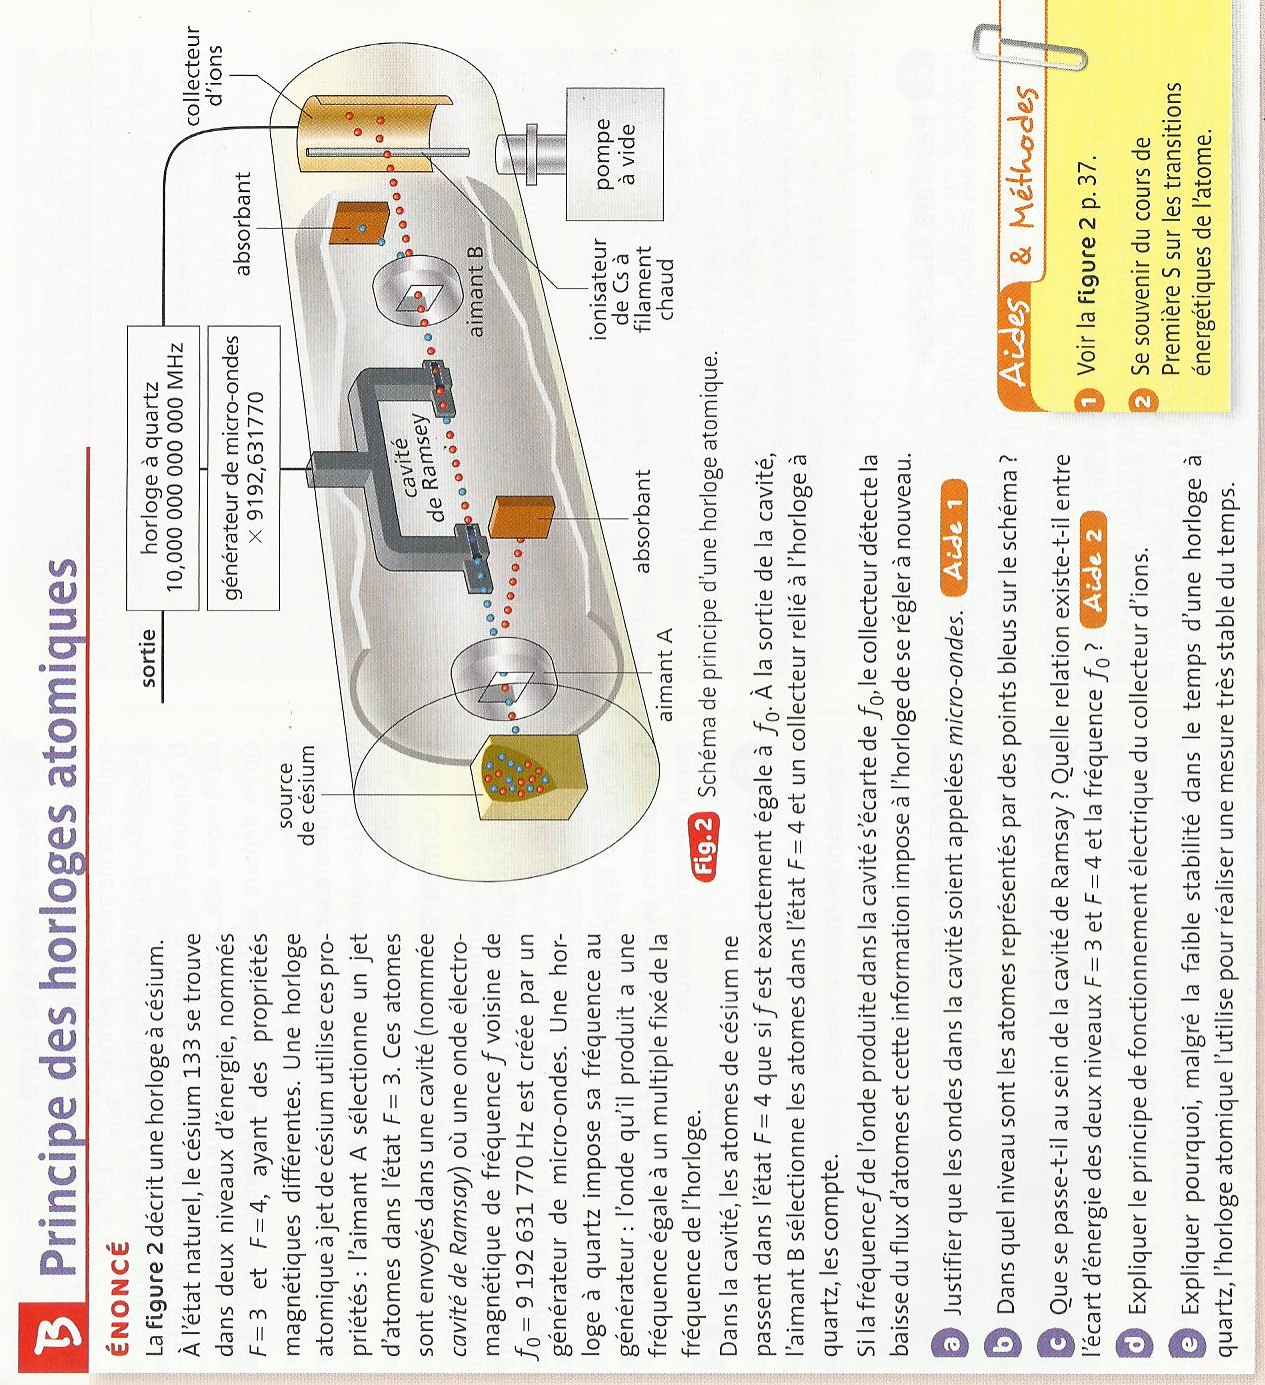 B Principe des horloges atomiques
ÉNONCÉ
La figure 2 décrit une horloge à césium.
À l'état naturel, le césium 133 se trouve
dans deux niveaux d'énergie, nommés
F = 3 et F = 4, ayant des propriétés
magnétiques différentes. Une horloge
atomique à jet de césium utilise ces pro-
priétés : l'aimant A sélectionne un jet
d'atomes dans l'état F = 3. Ces atomes
sont envoyés dans une cavité (nommée
cavité de Ramsay) où une onde électro-
magnétique de fréquence f voisine de
f0 = 9 192 631 770 Hz est créée par un
générateur de micro-ondes. Une hor-
loge à quartz impose sa fréquence au
générateur : l'onde qu'il produit a une
fréquence égale à un multiple fixé de la
fréquence de l'horloge.
sortie
horloge à quartz
10,000 000 000 000 MHz
générateur de micro-ondes
× 9192,631770
collecteur
d'ions
absorbant
source
de césium
cavité
de Ramsey
aimant B
aimant A
absorbant
ionisateur
de Cs à
filament
chaud
pompe
à vide
Fig. 2 Schéma de principe d'une horloge atomique.
Dans la cavité, les atomes de césium ne
passent dans l'état F = 4 que si f est exactement égale à f0. À la sortie de la cavité,
l'aimant B sélectionne les atomes dans l'état F = 4 et un collecteur relié à l'horloge à
quartz, les compte.
Si la fréquence f de l'onde produite dans la cavité s'écarte de f0, le collecteur détecte la
baisse du flux d'atomes et cette information impose à l'horloge de se régler à nouveau.
a Justifier que les ondes dans la cavité soient appelées micro-ondes. Aide 1
b Dans quel niveau sont les atomes représentés par des points bleus sur le schéma ?
c Que se passe-t-il au sein de la cavité de Ramsay ? Quelle relation existe-t-il entre
l'écart d'énergie des deux niveaux F = 3 et F = 4 et la fréquence f0 ? Aide 2
d Expliquer le principe de fonctionnement électrique du collecteur d'ions.
e Expliquer pourquoi, malgré la faible stabilité dans le temps d'une horloge à
quartz, l'horloge atomique l'utilise pour réaliser une mesure très stable du temps.
Aides & Méthodes
1 Voir la figure 2 p. 37.
2 Se souvenir du cours de
Première S sur les transitions
énergétiques de l'atome.